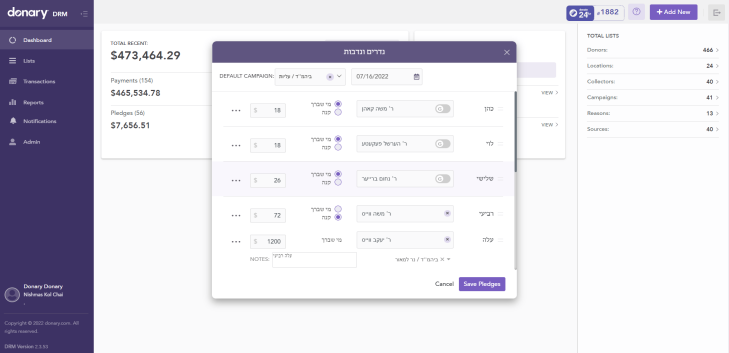 donary DRM
24
1882
+ Add New
Dashboard
Lists
Transactions
Reports
Notifications
Admin
TOTAL RECENT:
$473,464.29
Payments (154)
$465,534.78
Pledges (56)
$7,656.51
VIEW
VIEW
TOTAL LISTS
Donors: 466
Locations: 24
Collectors: 40
Campaigns: 41
Reasons: 13
Sources: 40
נדרים ונדבות
DEFAULT CAMPAIGN:
ביהמ"ד / עליות
07/16/2022
כהן
ר' משה קאהן
מי שברך
קנה
$ 18
לוי
ר' הערשל פעקעטע
מי שברך
קנה
$ 18
שלישי
ר' נחום ברייער
מי שברך
קנה
$ 26
רביעי
ר' משה ווייס
מי שברך
קנה
$ 72
עלה
ר' יעקב ווייס
מי שברך
$ 1200
ביהמ"ד / נר למאור
NOTES:
Cancel
Save Pledges
Donary Donary
Nishmas Kol Chai
Copyright © 2022 donary.com. All
rights reserved.
DRM Version: 2.3.93